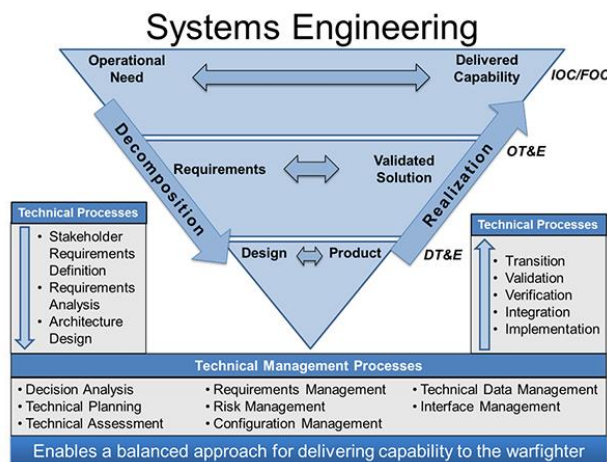 Systems Engineering
Operational
Need
Delivered
Capability
IOC/FOC
Decomposition
Realization
OT&E
Requirements
Validated
Solution
Design
Product
DT&E
Technical Processes
• Stakeholder
Requirements
Definition
• Requirements
Analysis
• Architecture
Design
Technical Processes
• Transition
• Validation
• Verification
• Integration
• Implementation
Technical Management Processes
• Decision Analysis
• Technical Planning
• Technical Assessment
• Requirements Management
• Risk Management
• Configuration Management
• Technical Data Management
• Interface Management
Enables a balanced approach for delivering capability to the warfighter